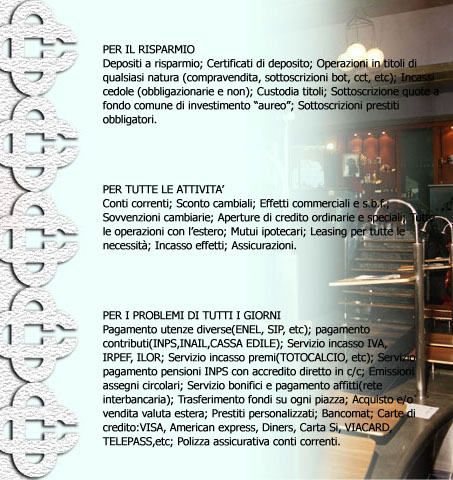 PER IL RISPARMIO
Depositi a risparmio; Certificati di deposito; Operazioni in titoli di
qualsiasi natura (compravendita, sottoscrizioni bot, cct, etc); Incassi
cedole (obbligazionarie e non); Custodia titoli; Sottoscrizione quote a
fondo comune di investimento “aureo”; Sottoscrizioni prestiti
obbligatori.
PER TUTTE LE ATTIVITA’
Conti correnti; Sconto cambiali; Effetti commerciali e s.b.f.;
Sovvenzioni cambiarie; Aperture di credito ordinarie e speciali; Tutte
le operazioni con l’estero; Mutui ipotecari; Leasing per tutte le
necessità; Incasso effetti; Assicurazioni.
PER I PROBLEMI DI TUTTI I GIORNI
Pagamento utenze diverse(ENEL, SIP, etc); pagamento
contributi(INPS,INAIL,CASSA EDILE); Servizio incasso IVA,
IRPEF, ILOR; Servizio incasso premi(TOTOCALCIO, etc); Servizio
pagamento pensioni INPS con accredito diretto in c/c; Emissioni
assegni circolari; Servizio bonifici e pagamento affitti(rete
interbancaria); Trasferimento fondi su ogni piazza; Acquisto e/o
vendita valuta estera; Prestiti personalizzati; Bancomat; Carte di
credito:VISA, American express, Diners, Carta Si, VIACARD,
TELEPASS,etc; Polizza assicurativa conti correnti.